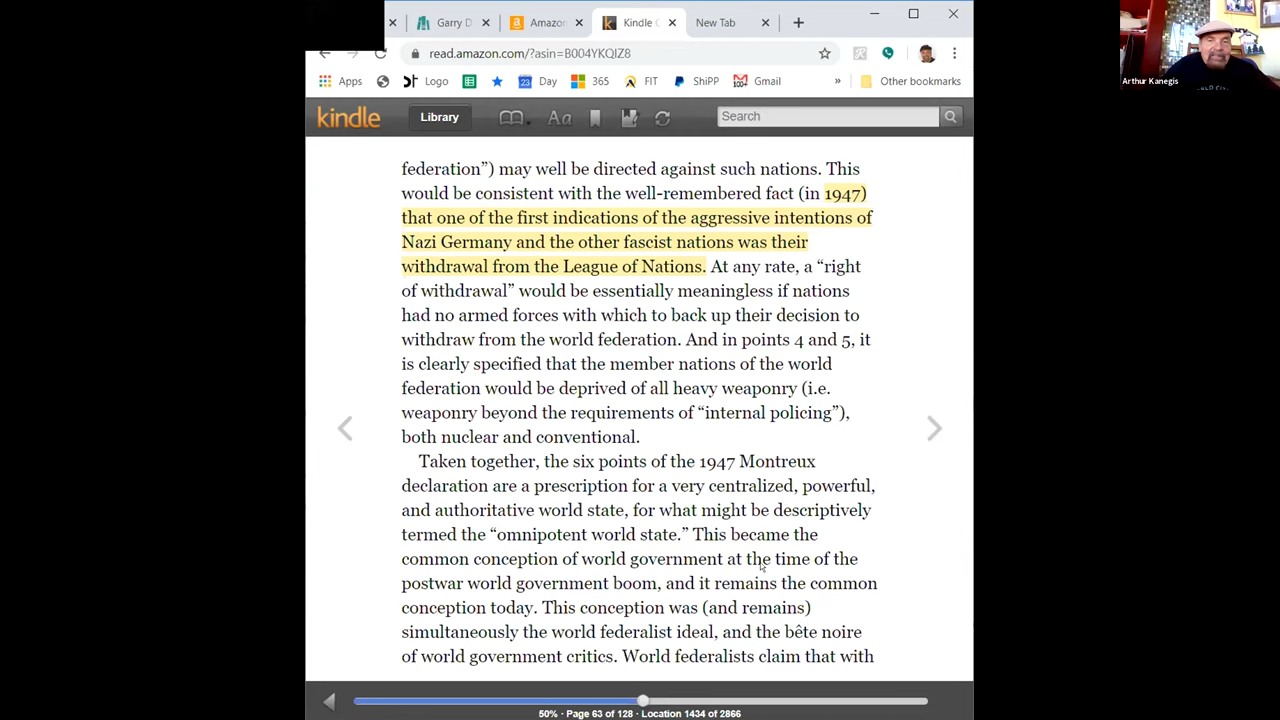 Garry D
Amazon
Kindle C
New Tab
read.amazon.com/?asin=B004YKQIZ8
Apps
Logo
23
Day
365
FIT
ShiPP
100+
Gmail
»
Other bookmarks
Arthur Kanegis
kindle
Library
Aa
Search
federation”) may well be directed against such nations. This
would be consistent with the well-remembered fact (in 1947)
that one of the first indications of the aggressive intentions of
Nazi Germany and the other fascist nations was their
withdrawal from the League of Nations. At any rate, a “right
of withdrawal” would be essentially meaningless if nations
had no armed forces with which to back up their decision to
withdraw from the world federation. And in points 4 and 5, it
is clearly specified that the member nations of the world
federation would be deprived of all heavy weaponry (i.e.
weaponry beyond the requirements of “internal policing”),
both nuclear and conventional.
Taken together, the six points of the 1947 Montreux
declaration are a prescription for a very centralized, powerful,
and authoritative world state, for what might be descriptively
termed the “omnipotent world state.” This became the
common conception of world government at the time of the
postwar world government boom, and it remains the common
conception today. This conception was (and remains)
simultaneously the world federalist ideal, and the bête noire
of world government critics. World federalists claim that with
50% · Page 63 of 128 · Location 1434 of 2866